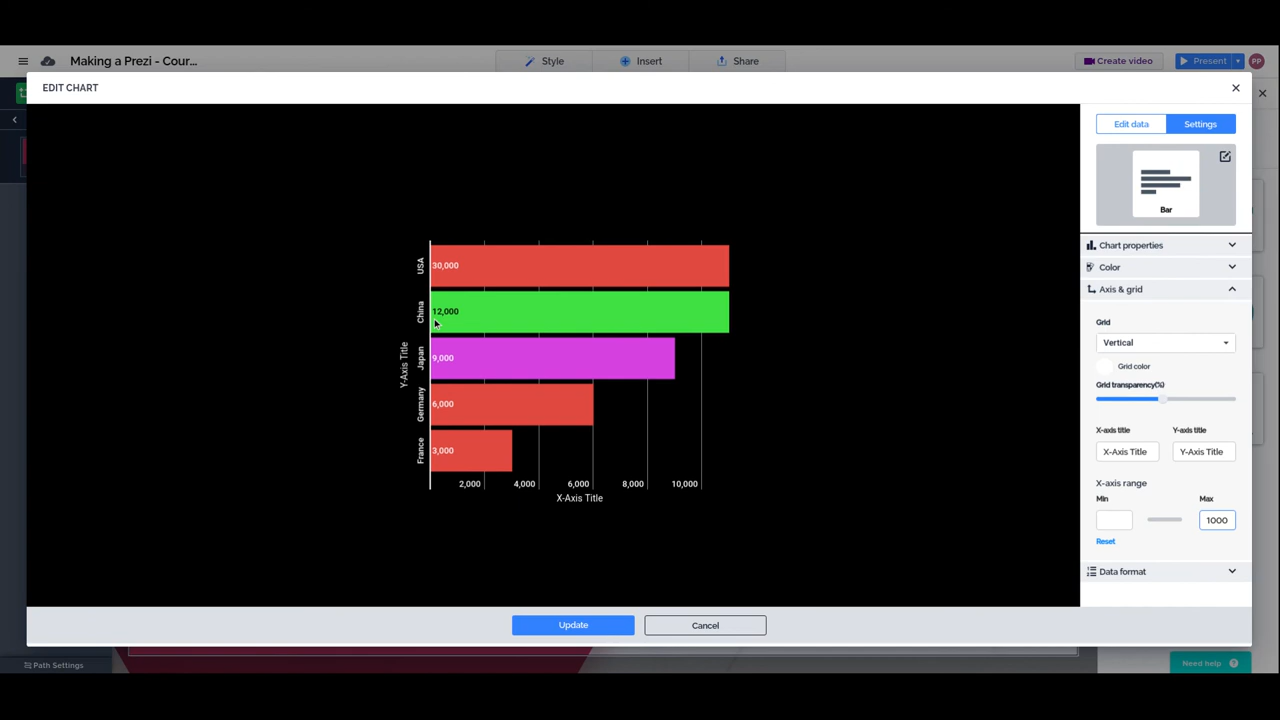 Making a Prezi - Cour...
Style
Insert
Share
Create video
Present
PP
EDIT CHART
Edit data
Settings
Bar
Chart properties
Color
Axis & grid
Grid
Vertical
Grid color
Grid transparency(%)
X-axis title
Y-axis title
X-Axis Title
Y-Axis Title
X-axis range
Min
Max
1000
Reset
Data format
Y-Axis Title
USA
30,000
China
12,000
Japan
9,000
Germany
6,000
France
3,000
2,000
4,000
6,000
8,000
10,000
X-Axis Title
Update
Cancel
Path Settings
Need help
?